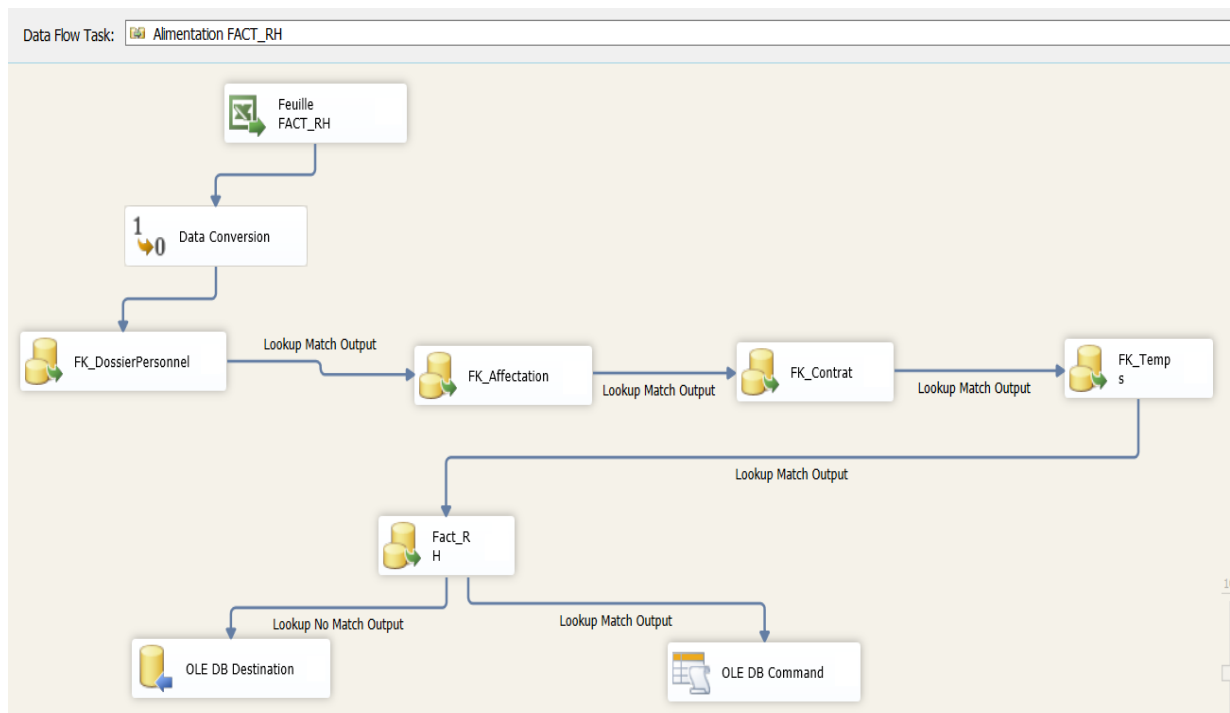 Data Flow Task: Alimentation FACT_RH
Feuille
FACT_RH
1
0
Data Conversion
FK_DossierPersonnel
Lookup Match Output
FK_Affectation
Lookup Match Output
FK_Contrat
Lookup Match Output
FK_Temp
s
Lookup Match Output
Fact_R
H
Lookup No Match Output
Lookup Match Output
OLE DB Destination
OLE DB Command